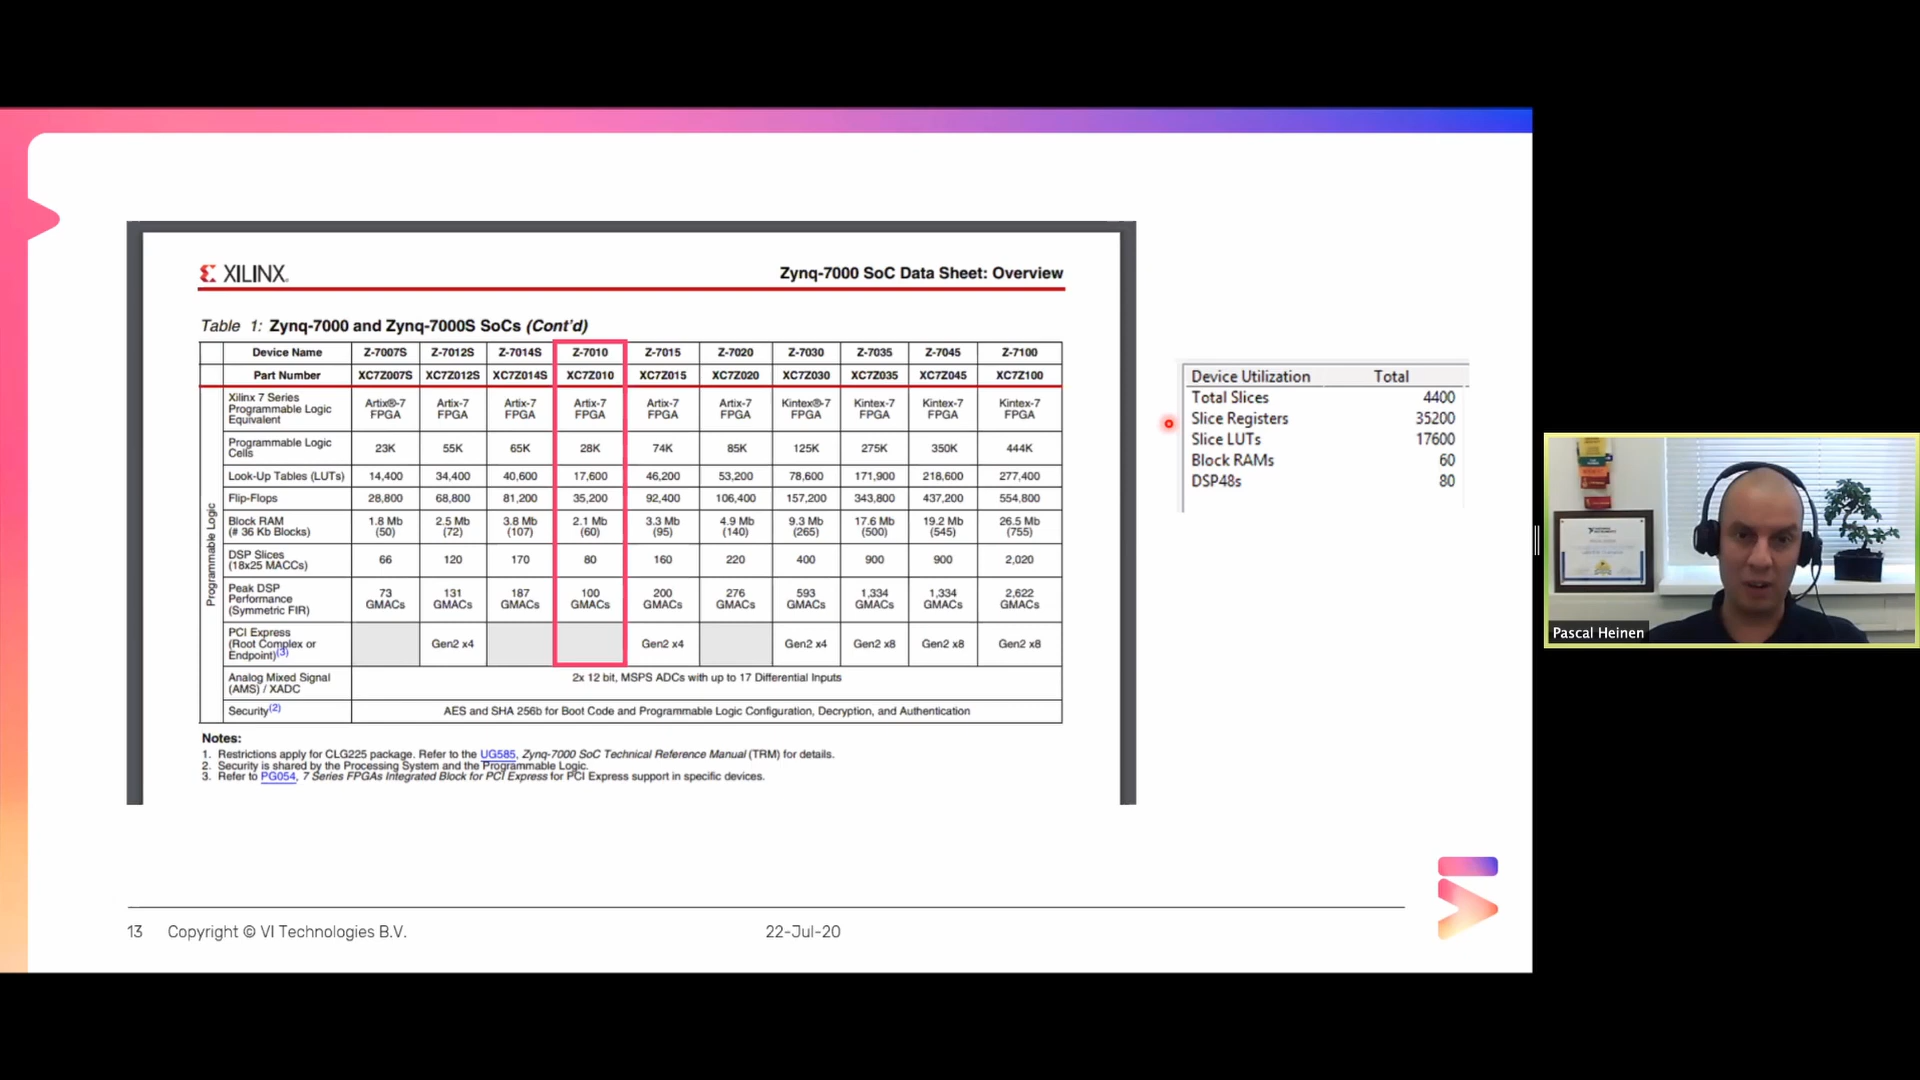 XILINX®
Zynq-7000 SoC Data Sheet: Overview
Table 1: Zynq-7000 and Zynq-7000S SoCs (Cont'd)
Device Name Z-7007S Z-7012S Z-7014S Z-7010 Z-7015 Z-7020 Z-7030 Z-7035 Z-7045 Z-7100
Part Number XC7Z007S XC7Z012S XC7Z014S XC7Z010 XC7Z015 XC7Z020 XC7Z030 XC7Z035 XC7Z045 XC7Z100
Programmable Logic
Xilinx 7 Series
Programmable Logic
Equivalent
Artix®-7 Artix-7 Artix-7 Artix-7 Artix-7 Artix-7 Kintex®-7 Kintex-7 Kintex-7 Kintex-7
FPGA FPGA FPGA FPGA FPGA FPGA FPGA FPGA FPGA FPGA
Programmable Logic
Cells
23K 55K 65K 28K 74K 85K 125K 275K 350K 444K
Look-Up Tables (LUTs) 14,400 34,400 40,600 17,600 46,200 53,200 78,600 171,900 218,600 277,400
Flip-Flops 28,800 68,800 81,200 35,200 92,400 106,400 157,200 343,800 437,200 554,800
Block RAM 1.8 Mb 2.5 Mb 3.8 Mb 2.1 Mb 3.3 Mb 4.9 Mb 9.3 Mb 17.6 Mb 19.2 Mb 26.5 Mb
(# 36 Kb Blocks) (50) (72) (107) (60) (95) (140) (265) (500) (545) (755)
DSP Slices
(18x25 MACCs)
66 120 170 80 160 220 400 900 900 2,020
Peak DSP
Performance
(Symmetric FIR)
73 131 187 100 200 276 593 1,334 1,334 2,622
GMACs GMACs GMACs GMACs GMACs GMACs GMACs GMACs GMACs GMACs
PCI Express
(Root Complex or
Endpoint)(3)
Gen2 x4 Gen2 x4 Gen2 x4 Gen2 x8 Gen2 x8 Gen2 x8
Analog Mixed Signal
(AMS) / XADC
2x 12 bit, MSPS ADCs with up to 17 Differential Inputs
Security(2) AES and SHA 256b for Boot Code and Programmable Logic Configuration, Decryption, and Authentication
Notes:
1. Restrictions apply for CLG225 package. Refer to the UG585, Zynq-7000 SoC Technical Reference Manual (TRM) for details.
2. Security is shared by the Processing System and the Programmable Logic.
3. Refer to PG054, 7 Series FPGAs Integrated Block for PCI Express for PCI Express support in specific devices.
Device Utilization Total
Total Slices 4400
Slice Registers 35200
Slice LUTs 17600
Block RAMs 60
DSP48s 80
Pascal Heinen
13 Copyright © VI Technologies B.V. 22-Jul-20